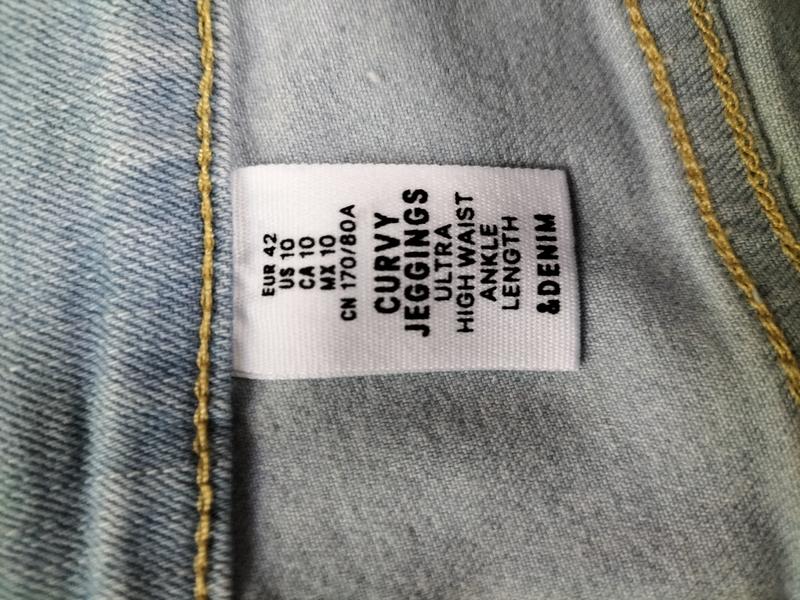 EUR 42
US 10
CA 10
MX 10
CN 170/80A
CURVY
JEGGINGS
ULTRA
HIGH WAIST
ANKLE
LENGTH
&DENIM